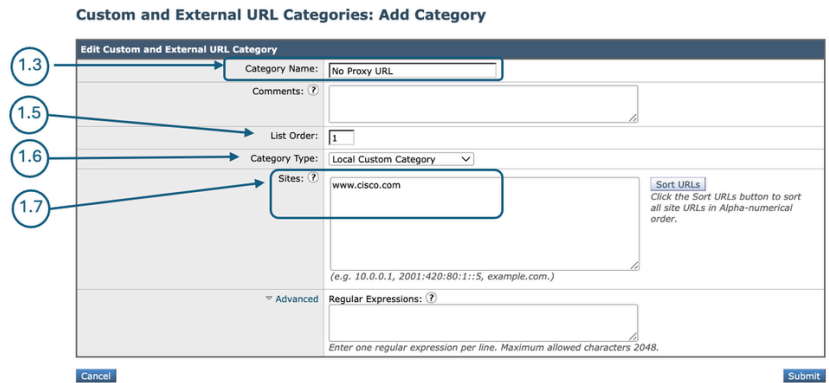 Custom and External URL Categories: Add Category
Edit Custom and External URL Category
1.3
Category Name: No Proxy URL
Comments: ?
1.5
List Order: 1
1.6
Category Type: Local Custom Category
1.7
Sites: ?
www.cisco.com
Sort URLs
Click the Sort URLs button to sort
all site URLs in Alpha-numerical
order.
(e.g. 10.0.0.1, 2001:420:80:1::5, example.com.)
Advanced
Regular Expressions: ?
Enter one regular expression per line. Maximum allowed characters 2048.
Cancel
Submit